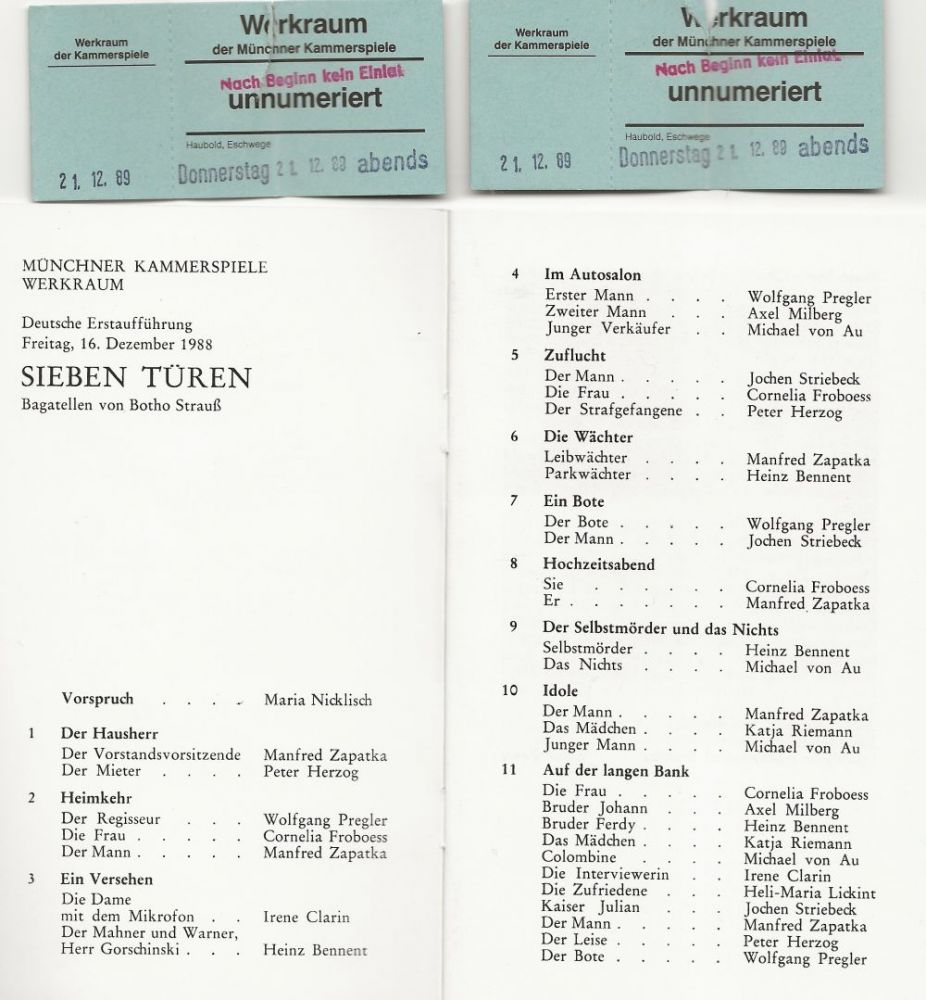 Werkraum
der Kammerspiele
21. 12. 89
Werkraum
der Münchner Kammerspiele
Nach Beginn kein Einlaß
unnumeriert
Haubold, Eschwege
Donnerstag 21. 12. 89 abends
Werkraum
der Kammerspiele
21. 12. 89
Werkraum
der Münchner Kammerspiele
Nach Beginn kein Einlaß
unnumeriert
Haubold, Eschwege
Donnerstag 21. 12. 89 abends
MÜNCHNER KAMMERSPIELE
WERKRAUM
Deutsche Erstaufführung
Freitag, 16. Dezember 1988
SIEBEN TÜREN
Bagatellen von Botho Strauß
Vorspruch . . . . Maria Nicklisch
1 Der Hausherr
Der Vorstandsvorsitzende Manfred Zapatka
Der Mieter . . . . Peter Herzog
2 Heimkehr
Der Regisseur . . . Wolfgang Pregler
Die Frau . . . . . Cornelia Froboess
Der Mann . . . . . Manfred Zapatka
3 Ein Versehen
Die Dame
mit dem Mikrofon . . Irene Clarin
Der Mahner und Warner,
Herr Gorschinski . . . Heinz Bennent
4 Im Autosalon
Erster Mann . . . . Wolfgang Pregler
Zweiter Mann . . . Axel Milberg
Junger Verkäufer . . Michael von Au
5 Zuflucht
Der Mann . . . . . Jochen Striebeck
Die Frau . . . . . Cornelia Froboess
Der Strafgefangene . . Peter Herzog
6 Die Wächter
Leibwächter . . . . Manfred Zapatka
Parkwächter . . . . Heinz Bennent
7 Ein Bote
Der Bote . . . . . Wolfgang Pregler
Der Mann . . . . . Jochen Striebeck
8 Hochzeitsabend
Sie . . . . . . Cornelia Froboess
Er . . . . . . . Manfred Zapatka
9 Der Selbstmörder und das Nichts
Selbstmörder . . . . Heinz Bennent
Das Nichts . . . . Michael von Au
10 Idole
Der Mann . . . . . Manfred Zapatka
Das Mädchen . . . . Katja Riemann
Junger Mann . . . . Michael von Au
11 Auf der langen Bank
Die Frau . . . . . Cornelia Froboess
Bruder Johann . . . Axel Milberg
Bruder Ferdy . . . . Heinz Bennent
Das Mädchen . . . . Katja Riemann
Colombine . . . . Michael von Au
Die Interviewerin . . Irene Clarin
Die Zufriedene . . . Heli-Maria Lickint
Kaiser Julian . . . Jochen Striebeck
Der Mann . . . . . Manfred Zapatka
Der Leise . . . . . Peter Herzog
Der Bote . . . . . Wolfgang Pregler